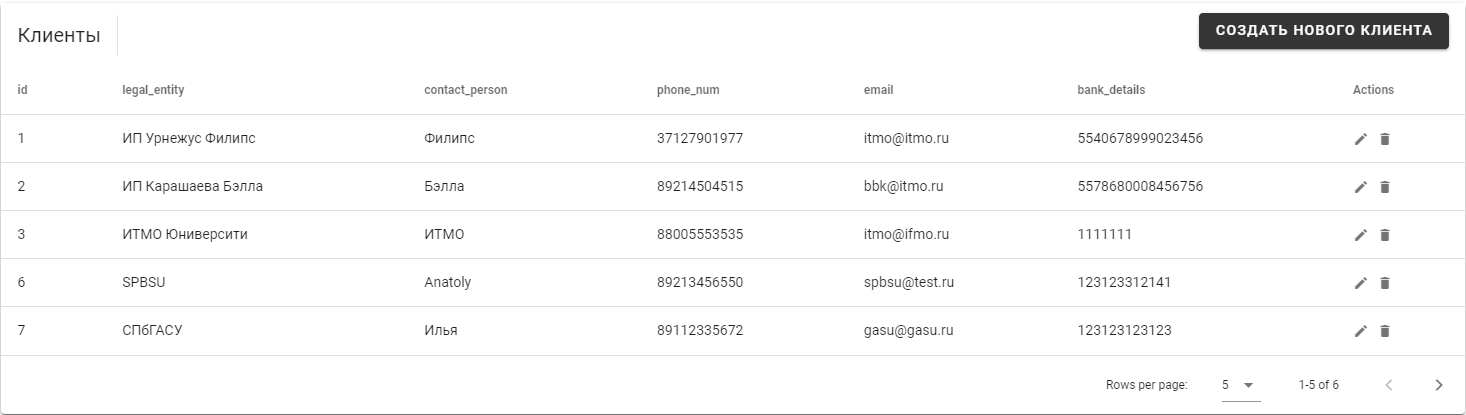 Клиенты
СОЗДАТЬ НОВОГО КЛИЕНТА
id legal_entity contact_person phone_num email bank_details Actions
1 ИП Урнежус Филипс Филипс 37127901977 itmo@itmo.ru 5540678999023456
2 ИП Карашаева Бэлла Бэлла 89214504515 bbk@itmo.ru 5578680008456756
3 ИТМО Юниверсити ИТМО 88005553535 itmo@ifmo.ru 1111111
6 SPBSU Anatoly 89213456550 spbsu@test.ru 123123312141
7 СПбГАСУ Илья 89112335672 gasu@gasu.ru 123123123123
Rows per page: 5 1-5 of 6